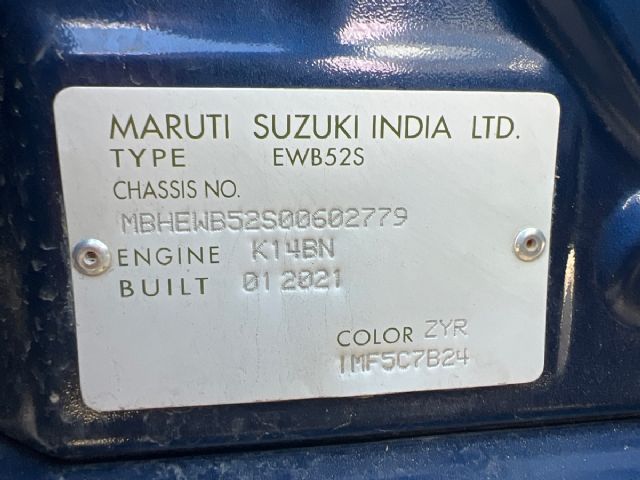 MARUTI SUZUKI INDIA LTD.
TYPE EWB52S
CHASSIS NO.
MBHEWB52S00602779
ENGINE K14BN
BUILT 01 2021
COLOR ZYR
1MF5C7B24